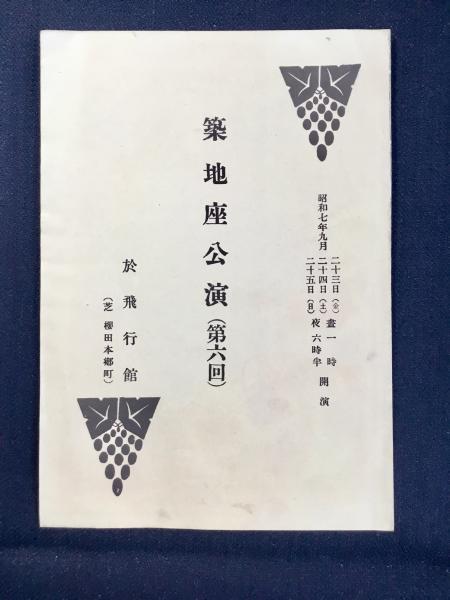 昭和七年九月
二十三日(金)
二十四日(土)
二十五日(日)
晝一時
夜六時半
開演
築地座公演(第六回)
於飛行館
(芝櫻田本鄕町)